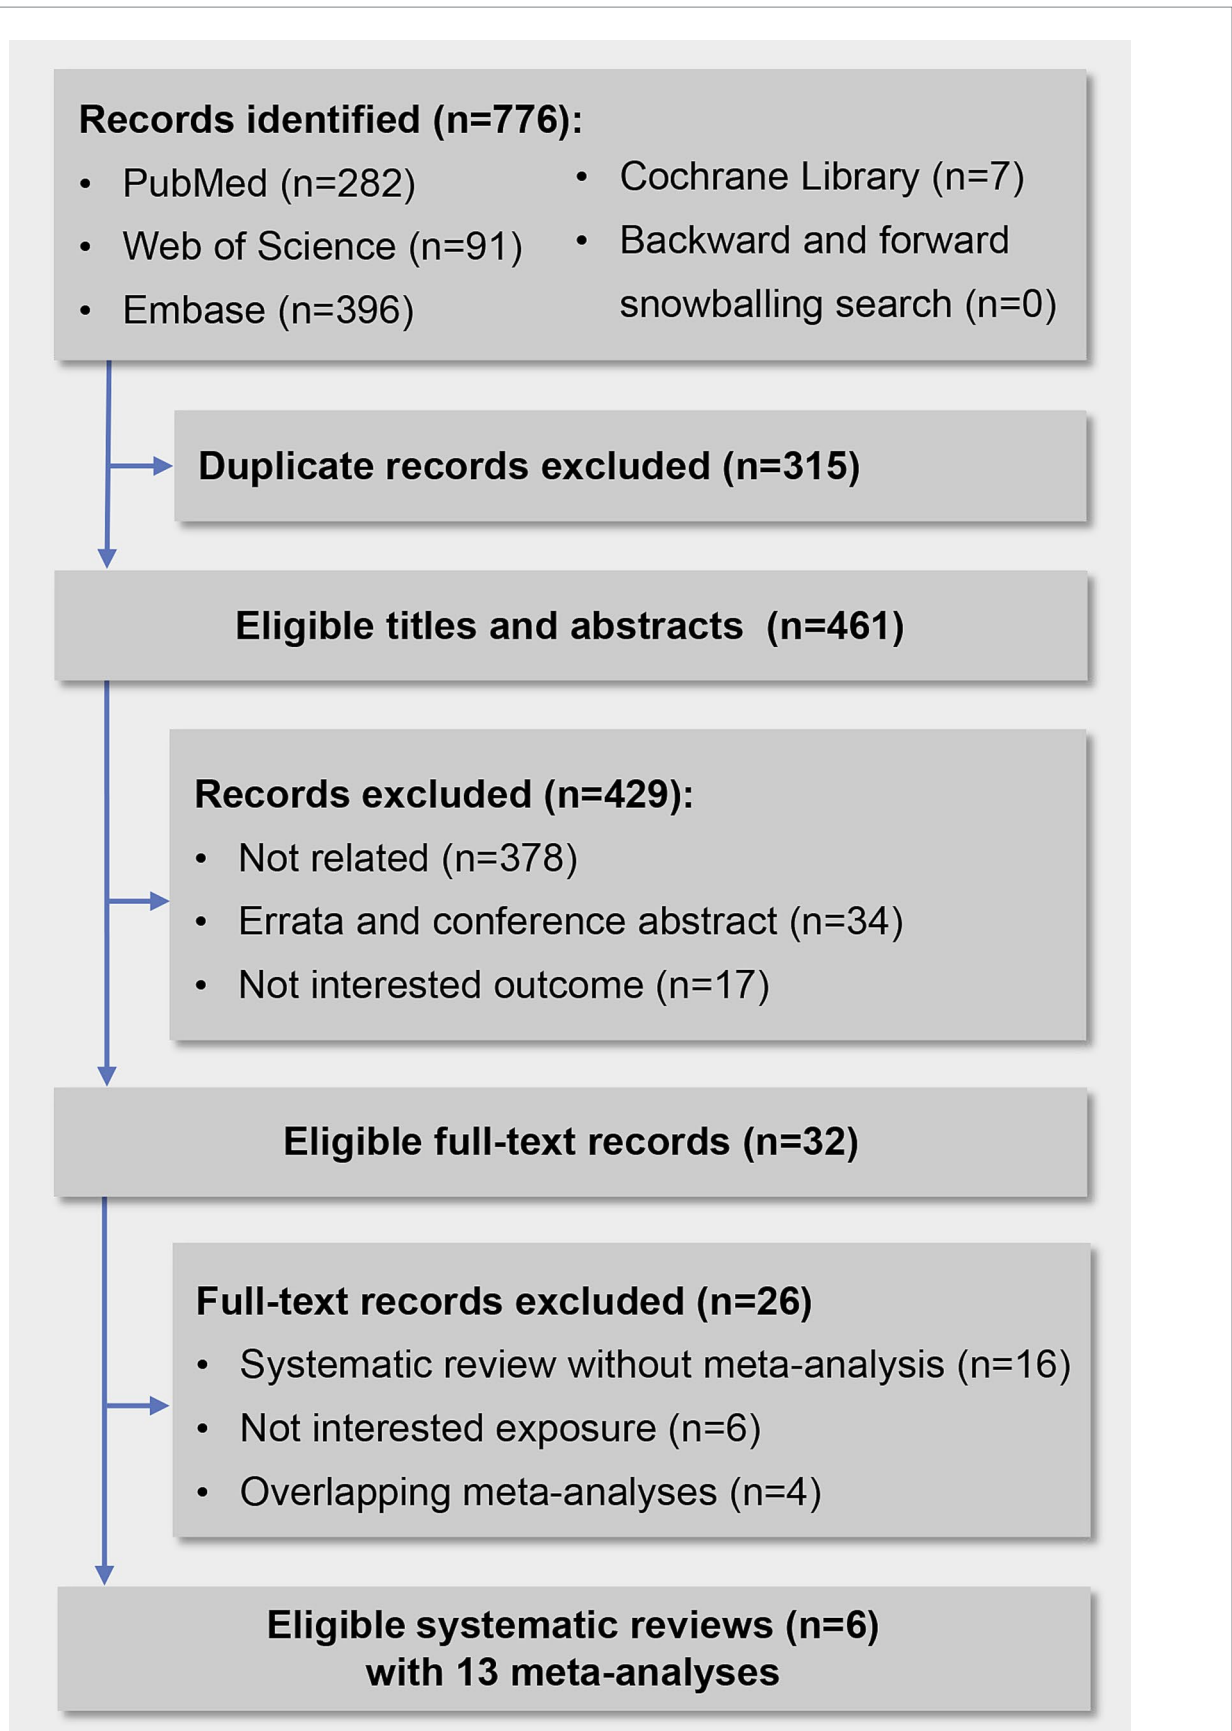 Records identified (n=776):
• PubMed (n=282)
• Web of Science (n=91)
• Embase (n=396)
• Cochrane Library (n=7)
• Backward and forward
snowballing search (n=0)
Duplicate records excluded (n=315)
Eligible titles and abstracts (n=461)
Records excluded (n=429):
• Not related (n=378)
• Errata and conference abstract (n=34)
• Not interested outcome (n=17)
Eligible full-text records (n=32)
Full-text records excluded (n=26)
• Systematic review without meta-analysis (n=16)
• Not interested exposure (n=6)
• Overlapping meta-analyses (n=4)
Eligible systematic reviews (n=6)
with 13 meta-analyses